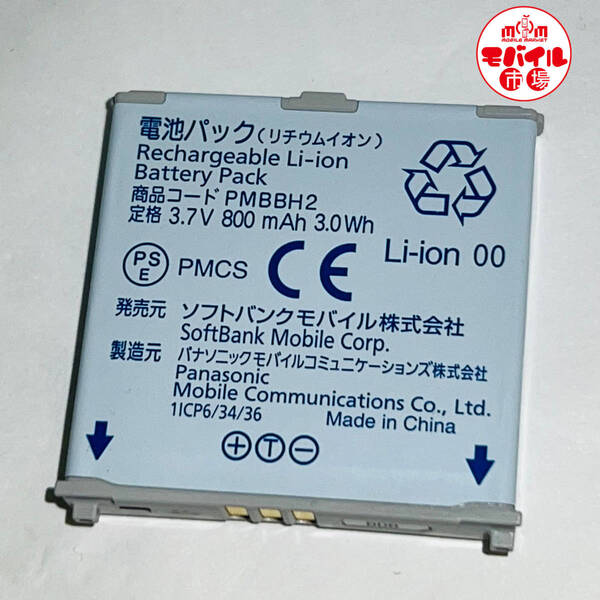 MOBILE MARKET
モバイル
市場
電池パック(リチウムイオン)
Rechargeable Li-ion
Battery Pack
商品コード PMBBH2
定格 3.7V 800 mAh 3.0Wh
Li-ion 00
PS
E
PMCS
CE
発売元 ソフトバンクモバイル株式会社
SoftBank Mobile Corp.
製造元 パナソニックモバイルコミュニケーションズ株式会社
Panasonic
Mobile Communications Co., Ltd.
1ICP6/34/36 Made in China
+ T -